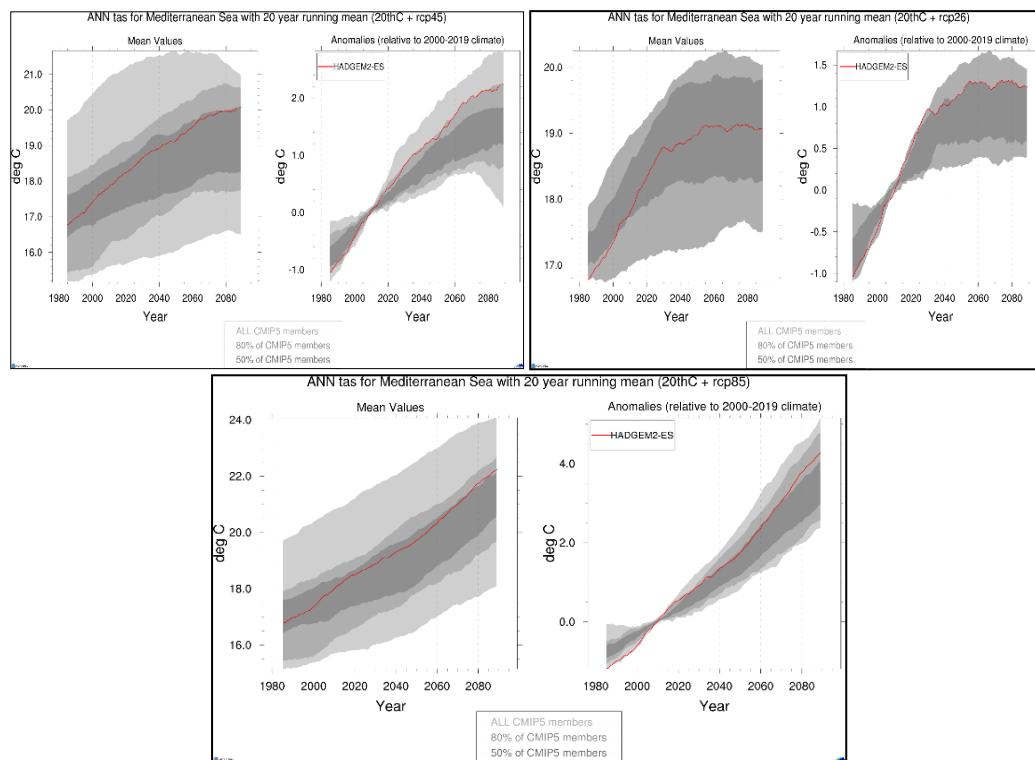 ANN tas for Mediterranean Sea with 20 year running mean (20thC + rcp45)
Mean Values
Anomalies (relative to 2000-2019 climate)
HADGEM2-ES
deg C
21.0
20.0
19.0
18.0
17.0
16.0
1980 2000 2020 2040 2060 2080
Year
deg C
2.0
1.0
0.0
-1.0
1980 2000 2020 2040 2060 2080
Year
ALL CMIP5 members
80% of CMIP5 members
50% of CMIP5 members
ANN tas for Mediterranean Sea with 20 year running mean (20thC + rcp26)
Mean Values
Anomalies (relative to 2000-2019 climate)
HADGEM2-ES
deg C
20.0
19.0
18.0
17.0
1980 2000 2020 2040 2060 2080
Year
deg C
1.5
1.0
0.5
0.0
-0.5
-1.0
1980 2000 2020 2040 2060 2080
Year
ALL CMIP5 members
80% of CMIP5 members
50% of CMIP5 members
ANN tas for Mediterranean Sea with 20 year running mean (20thC + rcp85)
Mean Values
Anomalies (relative to 2000-2019 climate)
HADGEM2-ES
deg C
24.0
22.0
20.0
18.0
16.0
1980 2000 2020 2040 2060 2080
Year
deg C
4.0
2.0
0.0
1980 2000 2020 2040 2060 2080
Year
ALL CMIP5 members
80% of CMIP5 members
50% of CMIP5 members